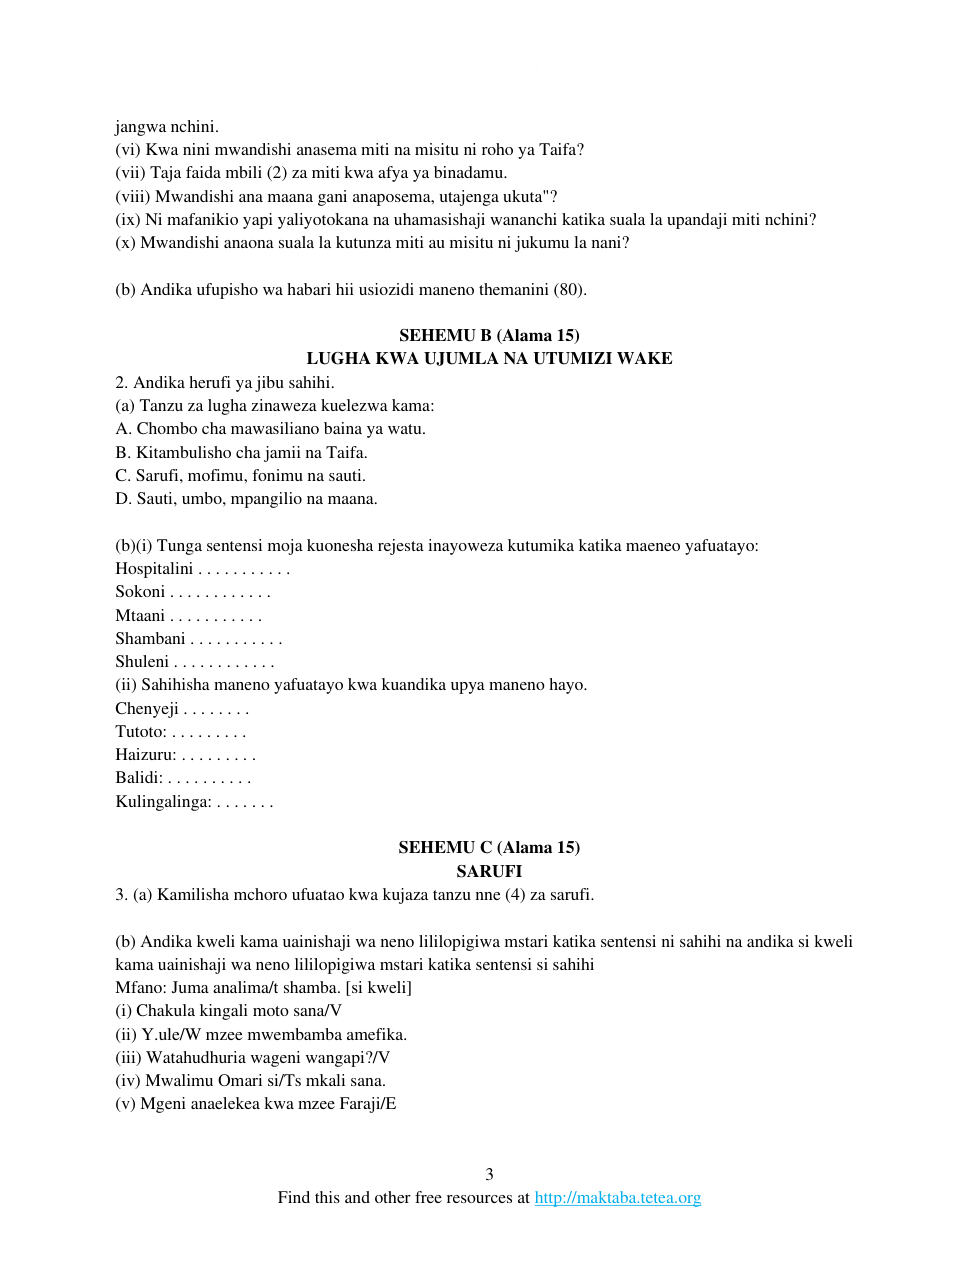 jangwa nchini.
(vi) Kwa nini mwandishi anasema miti na misitu ni roho ya Taifa?
(vii) Taja faida mbili (2) za miti kwa afya ya binadamu.
(viii) Mwandishi ana maana gani anaposema, utajenga ukuta"?
(ix) Ni mafanikio yapi yaliyotokana na uhamasishaji wananchi katika suala la upandaji miti nchini?
(x) Mwandishi anaona suala la kutunza miti au misitu ni jukumu la nani?
(b) Andika ufupisho wa habari hii usiozidi maneno themanini (80).
SEHEMU B (Alama 15)
LUGHA KWA UJUMLA NA UTUMIZI WAKE
2. Andika herufi ya jibu sahihi.
(a) Tanzu za lugha zinaweza kuelezwa kama:
A. Chombo cha mawasiliano baina ya watu.
B. Kitambulisho cha jamii na Taifa.
C. Sarufi, mofimu, fonimu na sauti.
D. Sauti, umbo, mpangilio na maana.
(b)(i) Tunga sentensi moja kuonesha rejesta inayoweza kutumika katika maeneo yafuatayo:
Hospitalini . . . . . . . . . . .
Sokoni . . . . . . . . . . . .
Mtaani . . . . . . . . . . .
Shambani . . . . . . . . . . .
Shuleni . . . . . . . . . . . .
(ii) Sahihisha maneno yafuatayo kwa kuandika upya maneno hayo.
Chenyeji . . . . . . . .
Tutoto: . . . . . . . . .
Haizuru: . . . . . . . . .
Balidi: . . . . . . . . . .
Kulingalinga: . . . . . . .
SEHEMU C (Alama 15)
SARUFI
3. (a) Kamilisha mchoro ufuatao kwa kujaza tanzu nne (4) za sarufi.
(b) Andika kweli kama uainishaji wa neno lililopigiwa mstari katika sentensi ni sahihi na andika si kweli
kama uainishaji wa neno lililopigiwa mstari katika sentensi si sahihi
Mfano: Juma analima/t shamba. [si kweli]
(i) Chakula kingali moto sana/V
(ii) Y.ule/W mzee mwembamba amefika.
(iii) Watahudhuria wageni wangapi?/V
(iv) Mwalimu Omari si/Ts mkali sana.
(v) Mgeni anaelekea kwa mzee Faraji/E
3
Find this and other free resources at http://maktaba.tetea.org